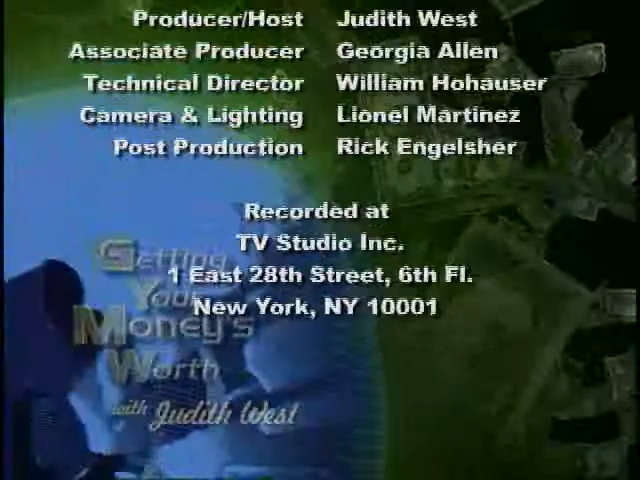 Producer/Host Judith West
Associate Producer Georgia Allen
Technical Director William Hohauser
Camera & Lighting Lionel Martinez
Post Production Rick Engelsher
Recorded at
TV Studio Inc.
1 East 28th Street, 6th Fl.
New York, NY 10001
Getting
Your
Money's
Worth
with Judith West